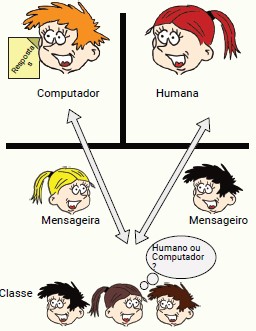 Resposta
s
Computador
Humana
Mensageira
Mensageiro
Humano ou
Computador
?
Classe